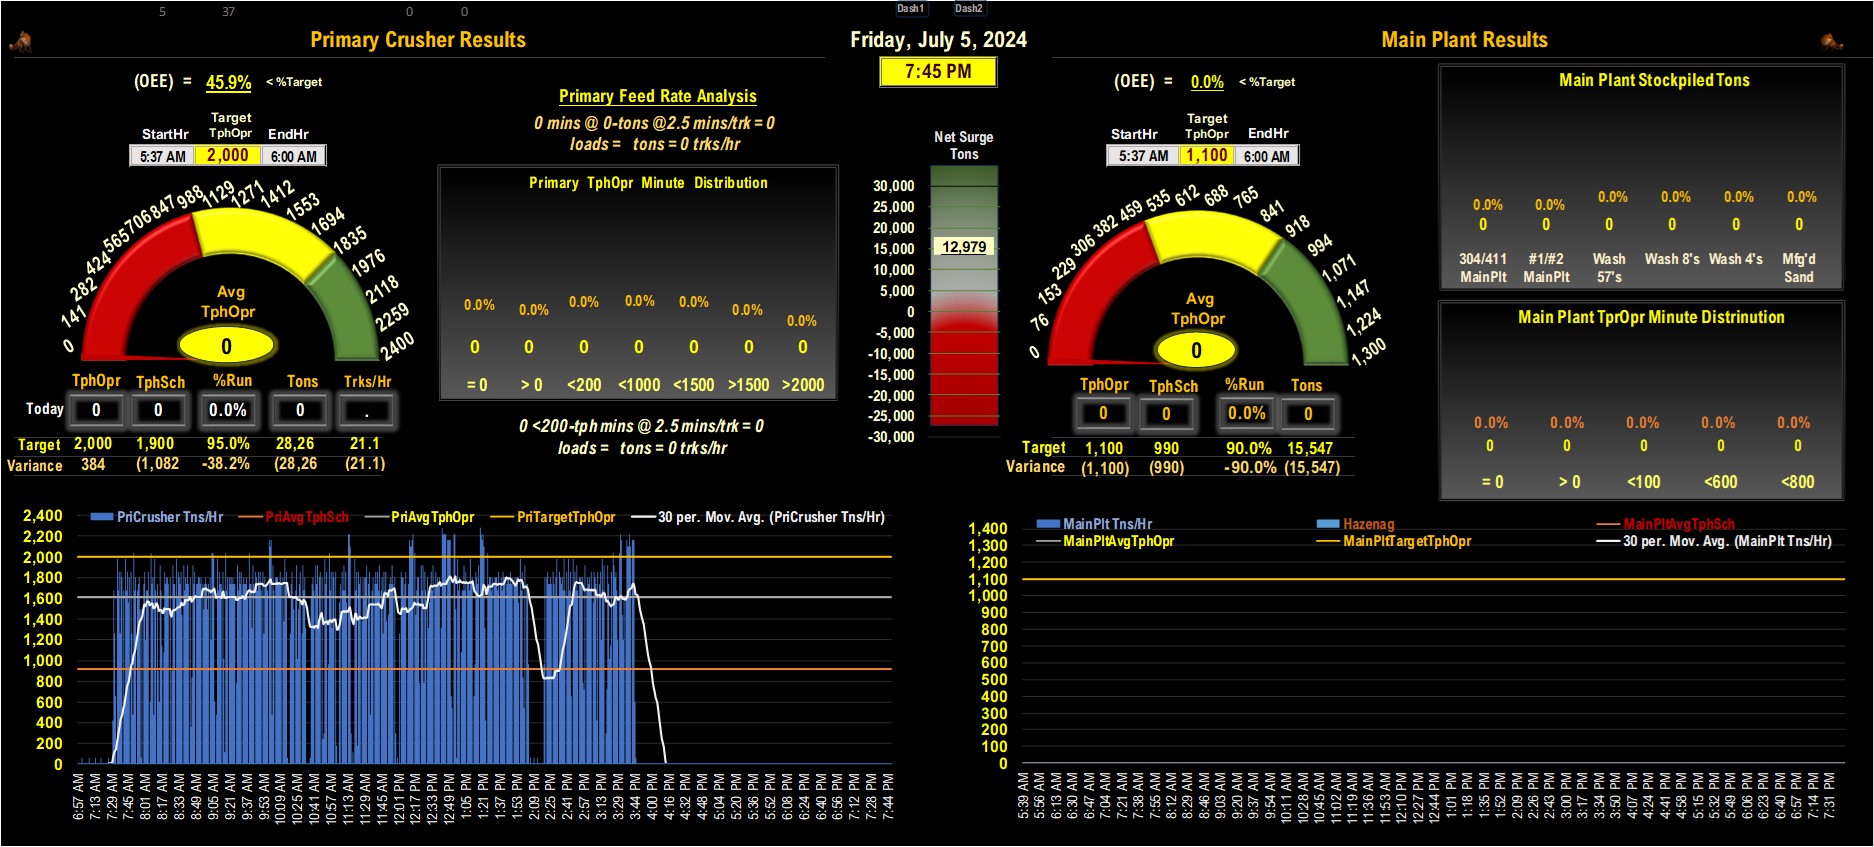 5 37 0 0 Dash1 Dash2
Primary Crusher Results
Friday, July 5, 2024
Main Plant Results
7:45 PM
(OEE) = 45.9% < %Target
Primary Feed Rate Analysis
0 mins @ 0-tons @2.5 mins/trk = 0
loads = tons = 0 trks/hr
Target
StartHr TphOpr EndHr
5:37 AM 2,000 6:00 AM
0 141 282 424 565 706 847 988 1129 1271 1412 1553 1694 1835 1976 2118 2259 2400
Avg
TphOpr
0
TphOpr TphSch %Run Tons Trks/Hr
Today 0 0 0.0% 0 .
Target 2,000 1,900 95.0% 28,26 21.1
Variance 384 (1,082 -38.2% (28,26 (21.1)
Primary TphOpr Minute Distribution
0.0% 0.0% 0.0% 0.0% 0.0% 0.0% 0.0%
0 0 0 0 0 0 0
= 0 > 0 <200 <1000 <1500 >1500 >2000
0 <200-tph mins @ 2.5 mins/trk = 0
loads = tons = 0 trks/hr
Net Surge
Tons
30,000
25,000
20,000
15,000
12,979
10,000
5,000
0
-5,000
-10,000
-15,000
-20,000
-25,000
-30,000
(OEE) = 0.0% < %Target
Target
StartHr TphOpr EndHr
5:37 AM 1,100 6:00 AM
0 76 153 229 306 382 459 535 612 688 765 841 918 994 1,071 1,147 1,224 1,300
Avg
TphOpr
0
TphOpr TphSch %Run Tons
0 0 0.0% 0
Target 1,100 990 90.0% 15,547
Variance (1,100) (990) -90.0% (15,547)
Main Plant Stockpiled Tons
0.0% 0.0% 0.0% 0.0% 0.0% 0.0%
0 0 0 0 0 0
304/411 #1/#2 Wash Wash 8's Wash 4's Mfg'd
MainPlt MainPlt 57's Sand
Main Plant TprOpr Minute Distrinution
0.0% 0.0% 0.0% 0.0% 0.0%
0 0 0 0 0
= 0 > 0 <100 <600 <800
PriCrusher Tns/Hr PriAvgTphSch PriAvgTphOpr PriTargetTphOpr 30 per. Mov. Avg. (PriCrusher Tns/Hr)
2,400
2,200
2,000
1,800
1,600
1,400
1,200
1,000
800
600
400
200
0
6:57 AM 7:13 AM 7:29 AM 7:45 AM 8:01 AM 8:17 AM 8:33 AM 8:49 AM 9:05 AM 9:21 AM 9:37 AM 9:53 AM 10:09 AM 10:25 AM 10:41 AM 10:57 AM 11:13 AM 11:29 AM 11:45 AM 12:01 PM 12:17 PM 12:33 PM 12:49 PM 1:05 PM 1:21 PM 1:37 PM 1:53 PM 2:09 PM 2:25 PM 2:41 PM 2:57 PM 3:13 PM 3:29 PM 3:44 PM 4:00 PM 4:16 PM 4:32 PM 4:48 PM 5:04 PM 5:20 PM 5:36 PM 5:52 PM 6:08 PM 6:24 PM 6:40 PM 6:56 PM 7:12 PM 7:28 PM 7:44 PM
MainPlt Tns/Hr Hazenag MainPltAvgTphSch
MainPltAvgTphOpr MainPltTargetTphOpr 30 per. Mov. Avg. (MainPlt Tns/Hr)
1,400
1,300
1,200
1,100
1,000
900
800
700
600
500
400
300
200
100
0
5:39 AM 5:56 AM 6:13 AM 6:30 AM 6:47 AM 7:04 AM 7:21 AM 7:38 AM 7:55 AM 8:12 AM 8:29 AM 8:46 AM 9:03 AM 9:20 AM 9:37 AM 9:54 AM 10:11 AM 10:28 AM 10:45 AM 11:02 AM 11:19 AM 11:36 AM 11:53 AM 12:10 PM 12:27 PM 12:44 PM 1:01 PM 1:18 PM 1:35 PM 1:52 PM 2:09 PM 2:26 PM 2:43 PM 3:00 PM 3:17 PM 3:34 PM 3:50 PM 4:07 PM 4:24 PM 4:41 PM 4:58 PM 5:15 PM 5:32 PM 5:49 PM 6:06 PM 6:23 PM 6:40 PM 6:57 PM 7:14 PM 7:31 PM